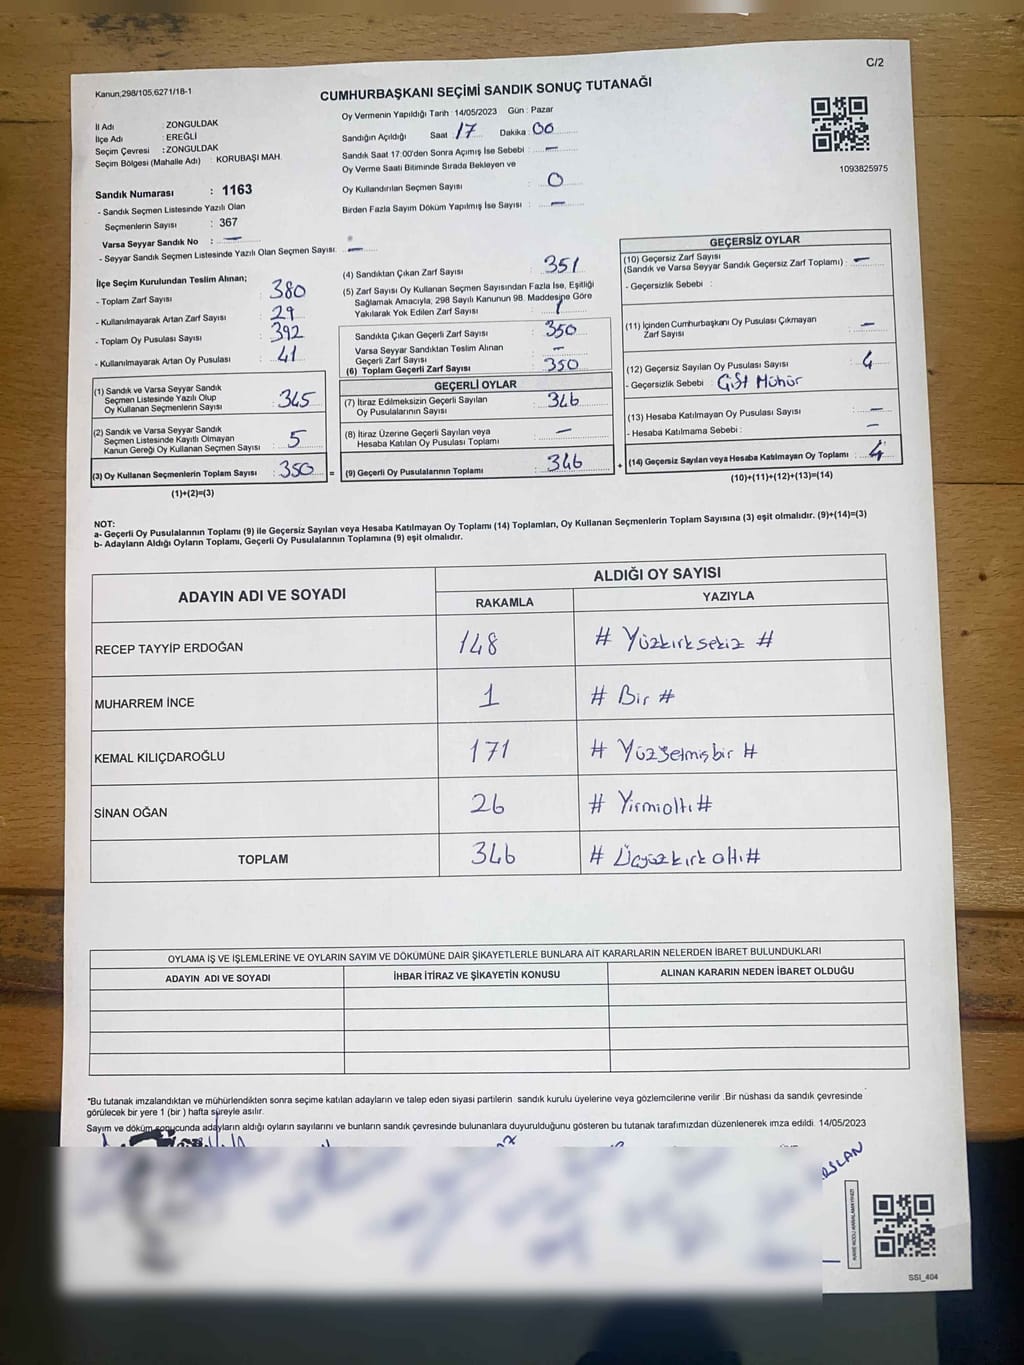 C/2
Kanun,298/105,6271/18-1
CUMHURBAŞKANI SEÇİMİ SANDIK SONUÇ TUTANAĞI
İl Adı : ZONGULDAK
İlçe Adı : EREĞLİ
Seçim Çevresi : ZONGULDAK
Seçim Bölgesi (Mahalle Adı) : KORUBAŞI MAH.
Oy Vermenin Yapıldığı Tarih :14/05/2023 Gün : Pazar
Sandığın Açıldığı Saat :17 Dakika :00
Sandık Saat 17:00'den Sonra Açımış İse Sebebi : —
Oy Verme Saati Bitiminde Sırada Bekleyen ve
Oy Kullandırılan Seçmen Sayısı : 0
Birden Fazla Sayım Döküm Yapılmış İse Sayısı : —
1093825975
Sandık Numarası : 1163
- Sandık Seçmen Listesinde Yazılı Olan
Seçmenlerin Sayısı : 367
Varsa Seyyar Sandık No : —
- Seyyar Sandık Seçmen Listesinde Yazılı Olan Seçmen Sayısı: —
İlçe Seçim Kurulundan Teslim Alınan;
- Toplam Zarf Sayısı : 380
- Kullanılmayarak Artan Zarf Sayısı : 29
- Toplam Oy Pusulası Sayısı : 392
- Kullanılmayarak Artan Oy Pusulası : 41
(1) Sandık ve Varsa Seyyar Sandık
Seçmen Listesinde Yazılı Olup
Oy Kullanan Seçmenlerin Sayısı : 345
(2) Sandık ve Varsa Seyyar Sandık
Seçmen Listesinde Kayıtlı Olmayan
Kanun Gereği Oy Kullanan Seçmen Sayısı : 5
(3) Oy Kullanan Seçmenlerin Toplam Sayısı : 350 =
(1)+(2)=(3)
(4) Sandıktan Çıkan Zarf Sayısı : 351
(5) Zarf Sayısı Oy Kullanan Seçmen Sayısından Fazla İse, Eşitliği
Sağlamak Amacıyla, 298 Sayılı Kanunun 98. Maddesine Göre
Yakılarak Yok Edilen Zarf Sayısı : 1
Sandıkta Çıkan Geçerli Zarf Sayısı : 350
Varsa Seyyar Sandıktan Teslim Alınan
Geçerli Zarf Sayısı : —
(6) Toplam Geçerli Zarf Sayısı : 350
GEÇERLİ OYLAR
(7) İtiraz Edilmeksizin Geçerli Sayılan
Oy Pusulalarının Sayısı : 346
(8) İtiraz Üzerine Geçerli Sayılan veya
Hesaba Katılan Oy Pusulası Toplamı : —
(9) Geçerli Oy Pusulalarının Toplamı : 346 +
GEÇERSİZ OYLAR
(10) Geçersiz Zarf Sayısı
(Sandık ve Varsa Seyyar Sandık Geçersiz Zarf Toplamı) : —
- Geçersizlik Sebebi :
(11) İçinden Cumhurbaşkanı Oy Pusulası Çıkmayan
Zarf Sayısı : —
(12) Geçersiz Sayılan Oy Pusulası Sayısı : 4
- Geçersizlik Sebebi : Çift Mühür
(13) Hesaba Katılmayan Oy Pusulası Sayısı : —
- Hesaba Katılmama Sebebi : —
(14) Geçersiz Sayılan veya Hesaba Katılmayan Oy Toplamı : 4
(10)+(11)+(12)+(13)=(14)
NOT:
a- Geçerli Oy Pusulalarının Toplamı (9) ile Geçersiz Sayılan veya Hesaba Katılmayan Oy Toplamı (14) Toplamları, Oy Kullanan Seçmenlerin Toplam Sayısına (3) eşit olmalıdır. (9)+(14)=(3)
b- Adayların Aldığı Oyların Toplamı, Geçerli Oy Pusulalarının Toplamına (9) eşit olmalıdır.
ADAYIN ADI VE SOYADI
ALDIĞI OY SAYISI
RAKAMLA YAZIYLA
RECEP TAYYİP ERDOĞAN 148 # Yüzkırksekiz #
MUHARREM İNCE 1 # Bir #
KEMAL KILIÇDAROĞLU 171 # Yüzyetmişbir #
SİNAN OĞAN 26 # Yirmialtı #
TOPLAM 346 # Üçyüzkırkaltı #
OYLAMA İŞ VE İŞLEMLERİNE VE OYLARIN SAYIM VE DÖKÜMÜNE DAİR ŞİKAYETLERLE BUNLARA AİT KARARLARIN NELERDEN İBARET BULUNDUKLARI
ADAYIN ADI VE SOYADI İHBAR İTİRAZ VE ŞİKAYETİN KONUSU ALINAN KARARIN NEDEN İBARET OLDUĞU
*Bu tutanak imzalandıktan ve mühürlendikten sonra seçime katılan adayların ve talep eden siyasi partilerin sandık kurulu üyelerine veya gözlemcilerine verilir .Bir nüshası da sandık çevresinde
görülecek bir yere 1 (bir ) hafta süreyle asılır.
Sayım ve döküm sonucunda adayların aldığı oyların sayılarını ve bunların sandık çevresinde bulunanlara duyurulduğunu gösteren bu tutanak tarafımızdan düzenlenerek imza edildi. 14/05/2023
RSLAN
SSI_404